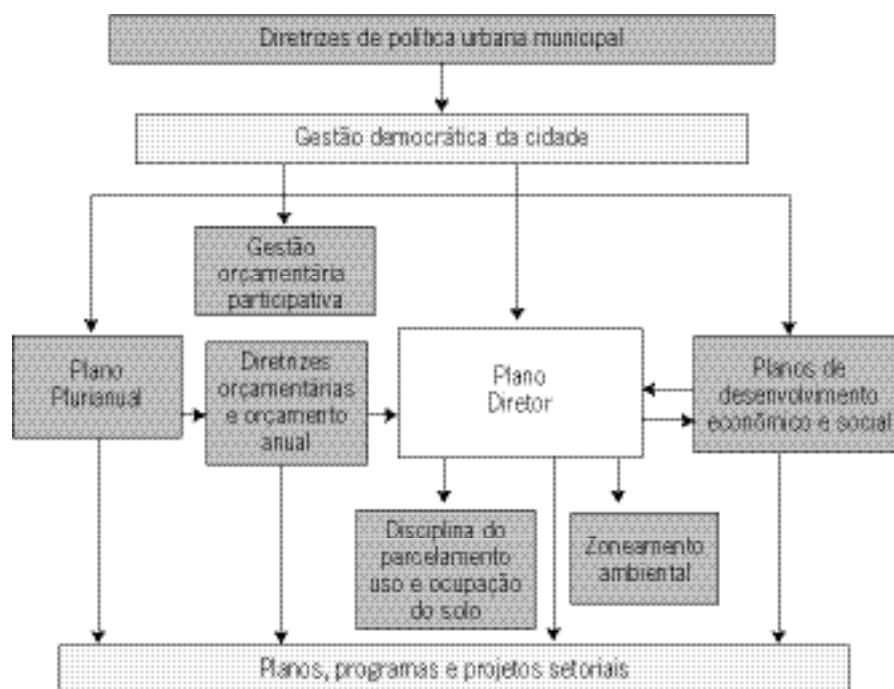 Diretrizes de política urbana municipal
Gestão democrática da cidade
Gestão
orçamentária
participativa
Plano
Plurianual
Diretrizes
orçamentárias
e orçamento
anual
Plano
Diretor
Planos de
desenvolvimento
econômico e social
Disciplina do
parcelamento
uso e ocupação
do solo
Zoneamento
ambiental
Planos, programas e projetos setoriais